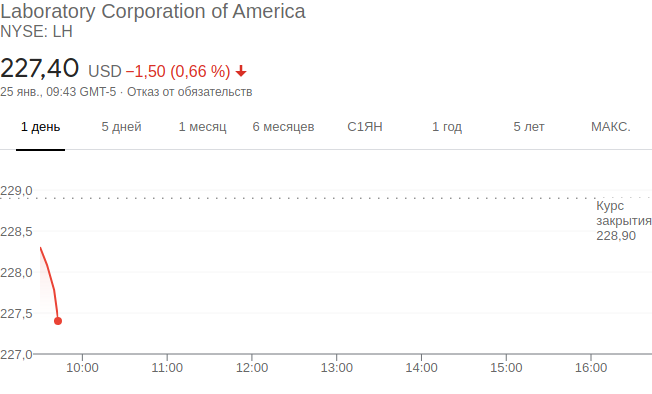 Laboratory Corporation of America
NYSE: LH
227,40 USD −1,50 (0,66 %)
25 янв., 09:43 GMT-5 · Отказ от обязательств
1 день 5 дней 1 месяц 6 месяцев С1ЯН 1 год 5 лет МАКС.
229,0
Курс
закрытия
228,90
228,5
228,0
227,5
227,0
10:00 11:00 12:00 13:00 14:00 15:00 16:00